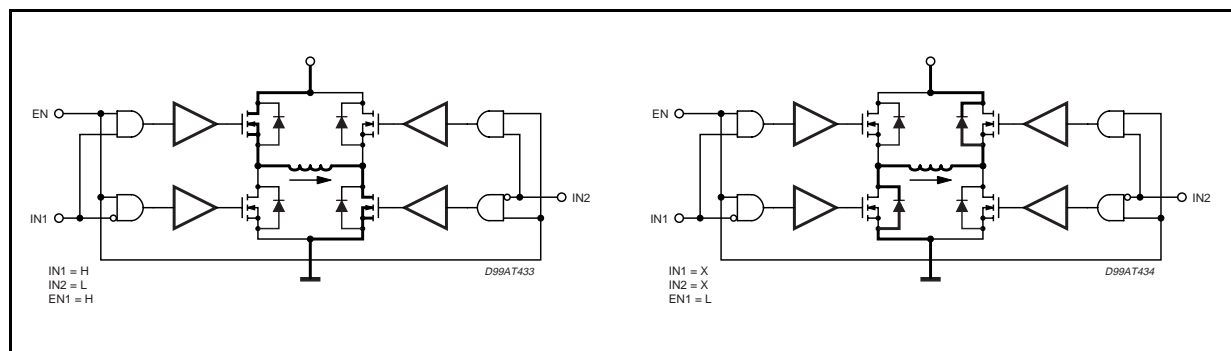 EN
IN1
IN2
IN1 = H
IN2 = L
EN1 = H
D99AT433
EN
IN1
IN2
IN1 = X
IN2 = X
EN1 = L
D99AT434